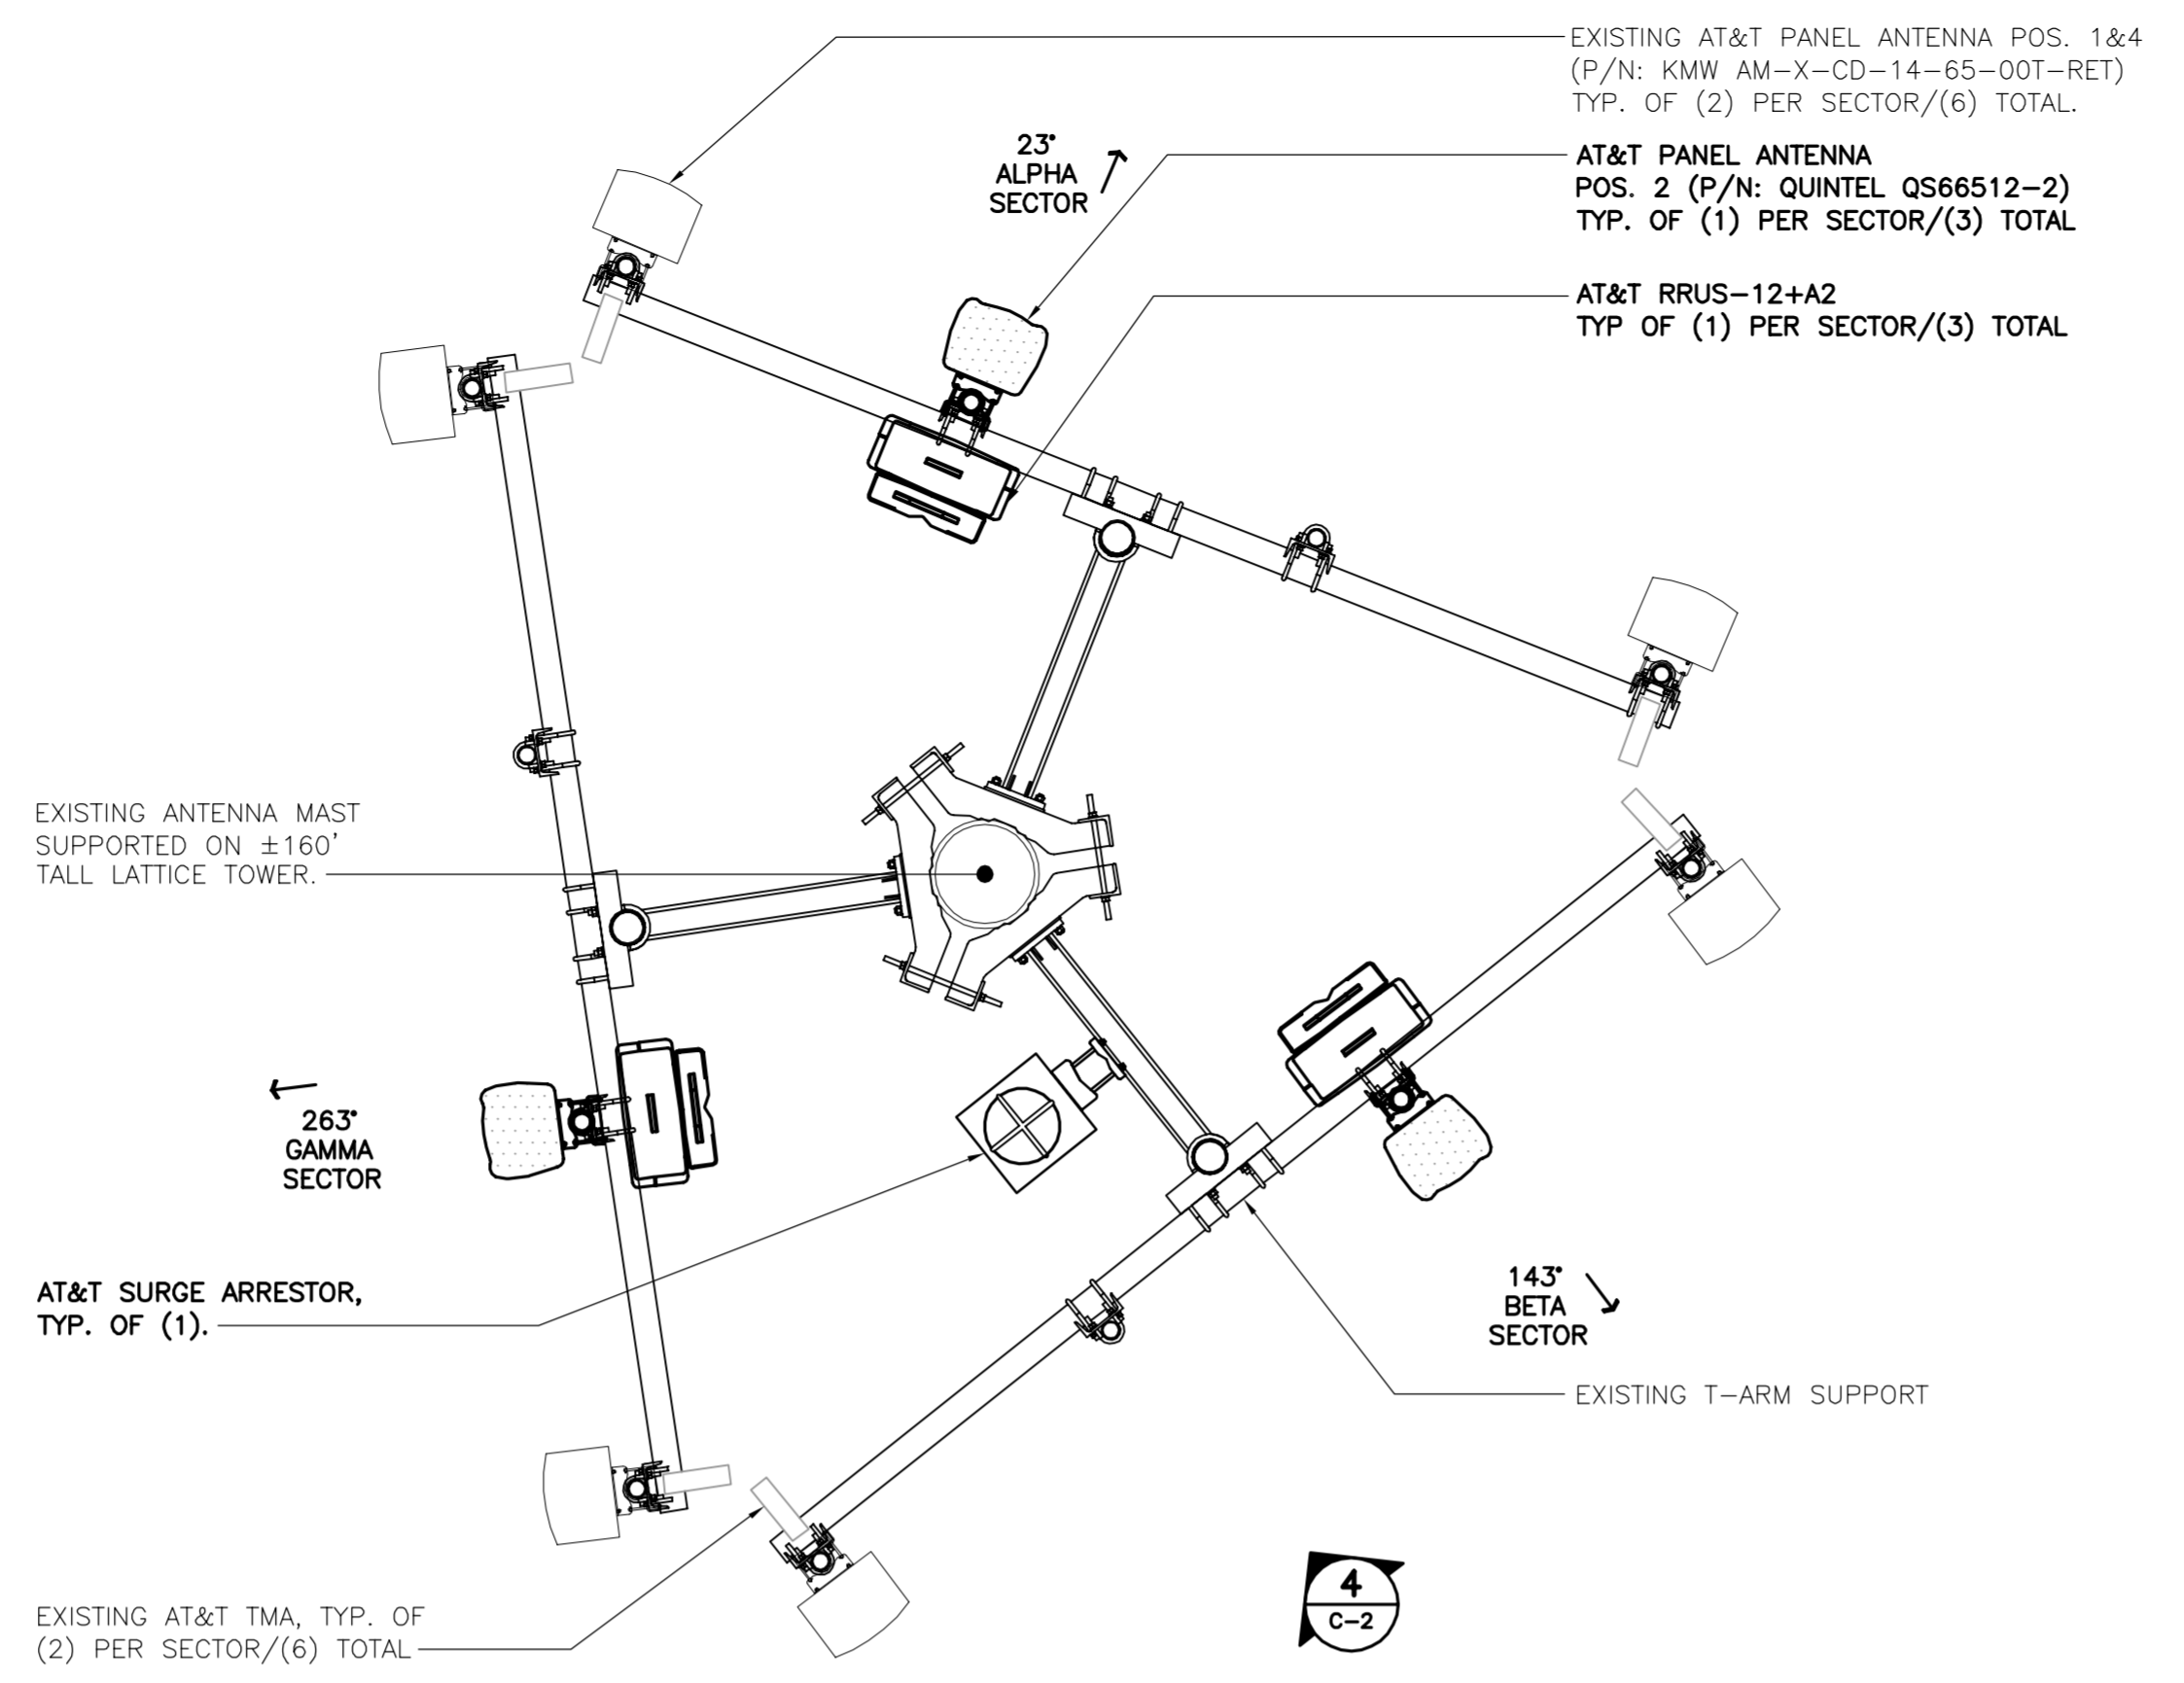 EXISTING AT&T PANEL ANTENNA POS. 1&4
(P/N: KMW AM-X-CD-14-65-00T-RET)
TYP. OF (2) PER SECTOR/(6) TOTAL.
23°
ALPHA
SECTOR
AT&T PANEL ANTENNA
POS. 2 (P/N: QUINTEL QS66512-2)
TYP. OF (1) PER SECTOR/(3) TOTAL
AT&T RRUS-12+A2
TYP OF (1) PER SECTOR/(3) TOTAL
EXISTING ANTENNA MAST
SUPPORTED ON ±160'
TALL LATTICE TOWER.
263°
GAMMA
SECTOR
AT&T SURGE ARRESTOR,
TYP. OF (1).
143°
BETA
SECTOR
EXISTING T-ARM SUPPORT
EXISTING AT&T TMA, TYP. OF
(2) PER SECTOR/(6) TOTAL
4
C-2